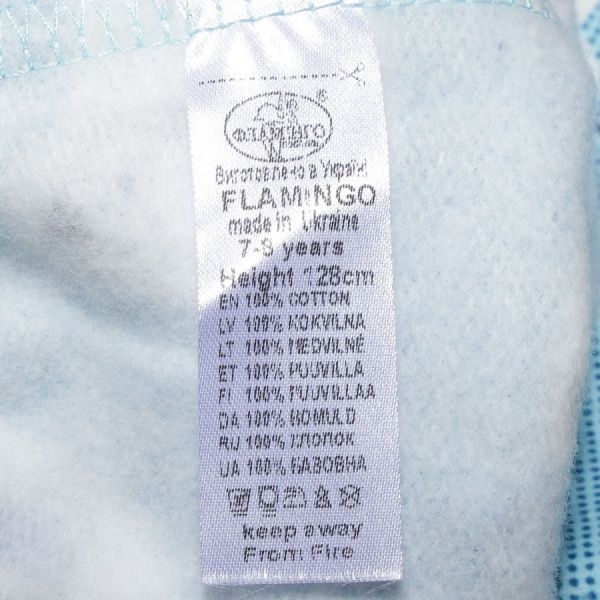 ®
ФЛАМІНГО
Виготовлено в Україні
FLAMINGO
made in Ukraine
7-8 years
Height 128cm
EN 100% COTTON
LV 100% KOKVILNA
LT 100% MEDVILNĖ
ET 100% PUUVILLA
FI 100% PUUVILLAA
DA 100% BOMULD
RU 100% ХЛОПОК
UA 100% БАВОВНА
keep away
From Fire